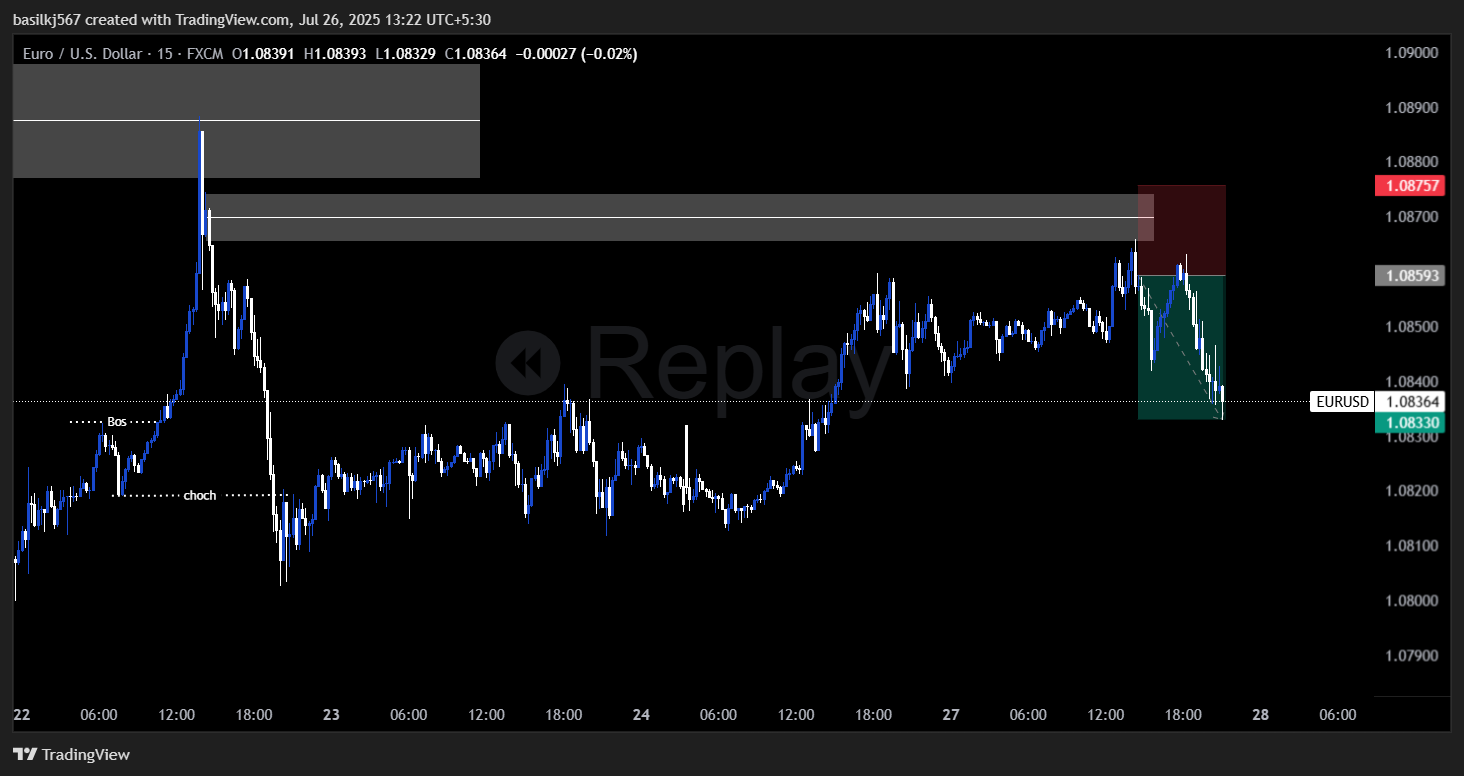 basilkj567 created with TradingView.com, Jul 26, 2025 13:22 UTC+5:30
Euro / U.S. Dollar · 15 · FXCM O1.08391 H1.08393 L1.08329 C1.08364 −0.00027 (−0.02%)
1.09000
1.08900
1.08800
1.08757
1.08700
1.08593
1.08500
Replay
1.08400
EURUSD 1.08364
Bos
1.08330
1.08300
choch
1.08200
1.08100
1.08000
1.07900
22 06:00 12:00 18:00 23 06:00 12:00 18:00 24 06:00 12:00 18:00 27 06:00 12:00 18:00 28 06:00
TradingView